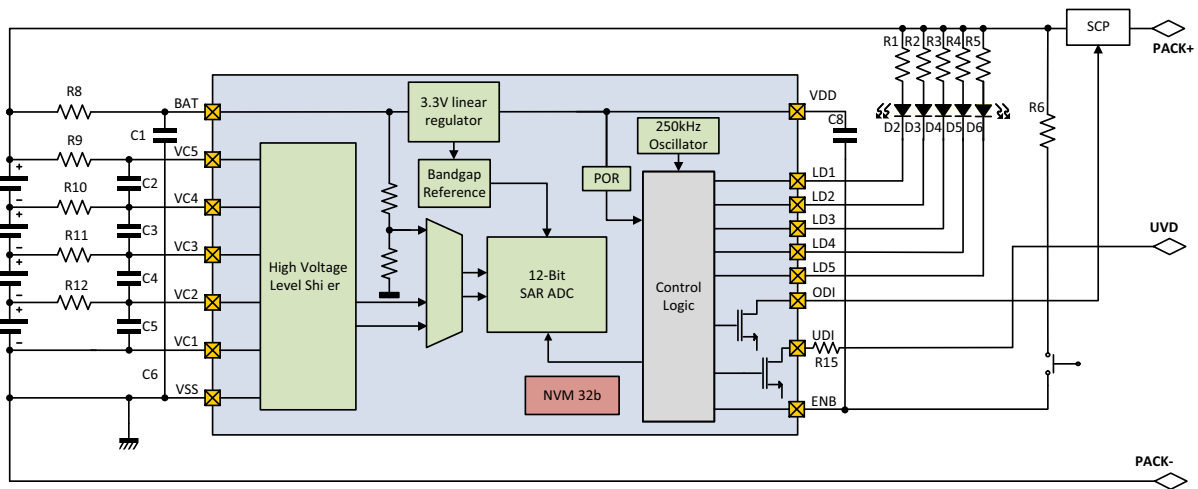 SCP
PACK+
R1
R2
R3
R4
R5
R8
BAT
3.3V linear
regulator
VDD
C8
R6
C1
250kHz
Oscillator
D2
D3
D4
D5
D6
R9
VC5
Bandgap
Reference
POR
LD1
+
C2
−
R10
VC4
LD2
+
C3
−
LD3
UVD
R11
VC3
LD4
+
High Voltage
Level Shi er
12-Bit
SAR ADC
LD5
C4
−
Control
Logic
R12
VC2
ODI
+
C5
−
UDI
VC1
R15
C6
VSS
NVM 32b
ENB
PACK-